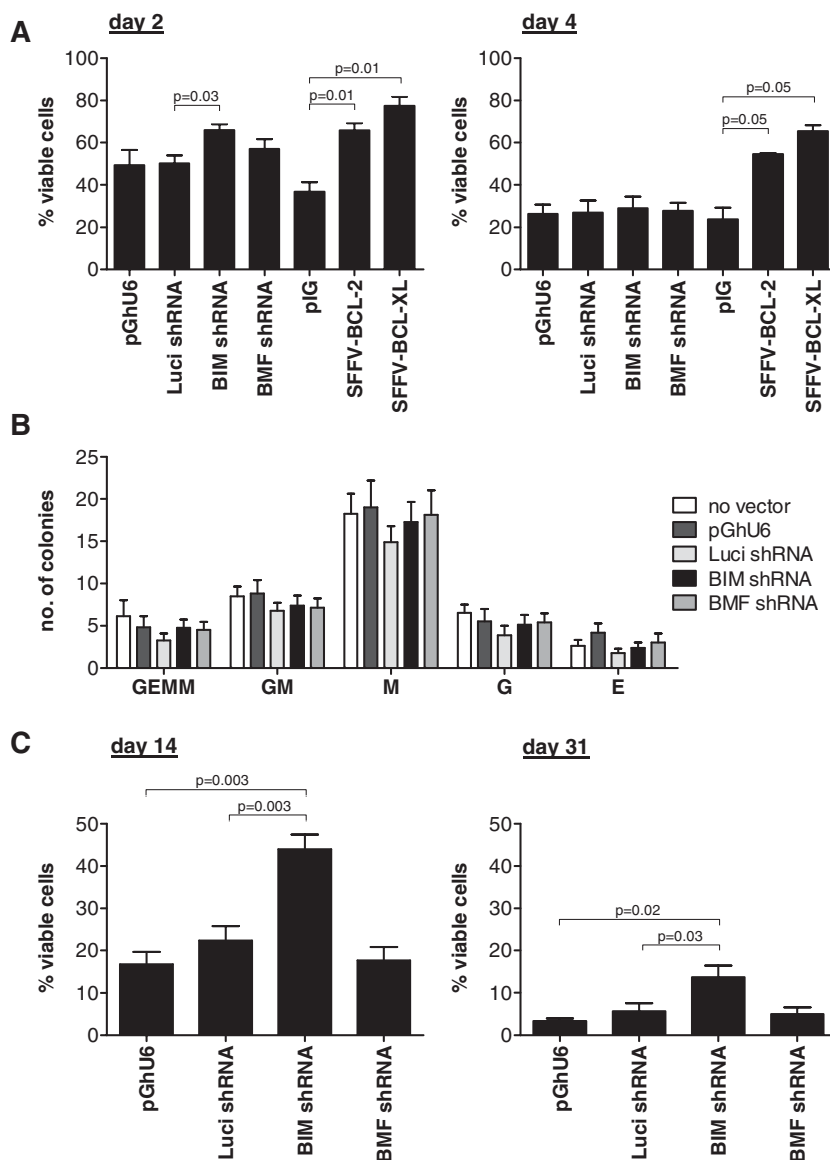 A
day 2
100
80
60
40
20
0
% viable cells
p=0.03
p=0.01
p=0.01
pGhU6
Luci shRNA
BIM shRNA
BMF shRNA
pIG
SFFV-BCL-2
SFFV-BCL-XL
day 4
100
80
60
40
20
0
% viable cells
p=0.05
p=0.05
pGhU6
Luci shRNA
BIM shRNA
BMF shRNA
pIG
SFFV-BCL-2
SFFV-BCL-XL
B
25
20
15
10
5
0
no. of colonies
GEMM
GM
M
G
E
no vector
pGhU6
Luci shRNA
BIM shRNA
BMF shRNA
C
day 14
50
40
30
20
10
0
% viable cells
p=0.003
p=0.003
pGhU6
Luci shRNA
BIM shRNA
BMF shRNA
day 31
50
40
30
20
10
0
% viable cells
p=0.02
p=0.03
pGhU6
Luci shRNA
BIM shRNA
BMF shRNA